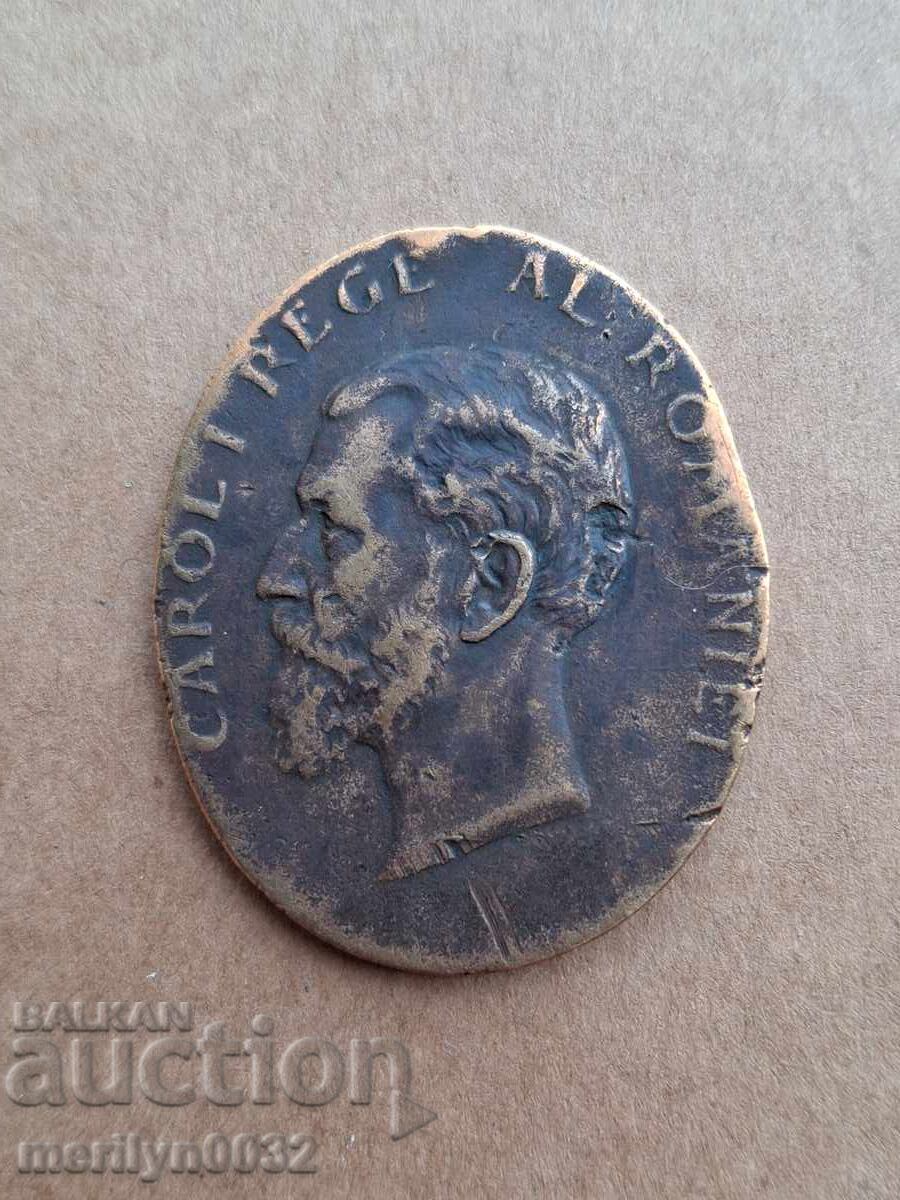 CAROL I REGE AL. ROMANIEI
BALKAN
auction
merilyn0032